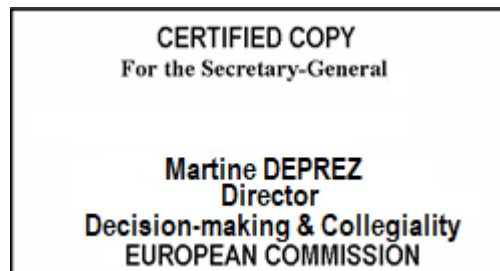 CERTIFIED COPY
For the Secretary-General
Martine DEPREZ
Director
Decision-making & Collegiality
EUROPEAN COMMISSION